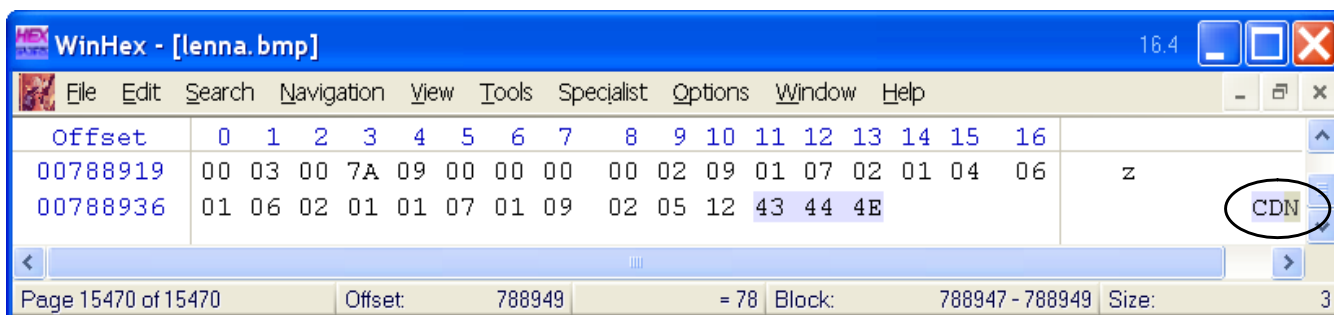 HEX WinHex - [lenna.bmp] 16.4
File Edit Search Navigation View Tools Specialist Options Window Help
Offset 0 1 2 3 4 5 6 7 8 9 10 11 12 13 14 15 16
00788919 00 03 00 7A 09 00 00 00 00 02 09 01 07 02 01 04 06 z
00788936 01 06 02 01 01 07 01 09 02 05 12 43 44 4E CDN
Page 15470 of 15470 Offset: 788949 = 78 Block: 788947 - 788949 Size: 3